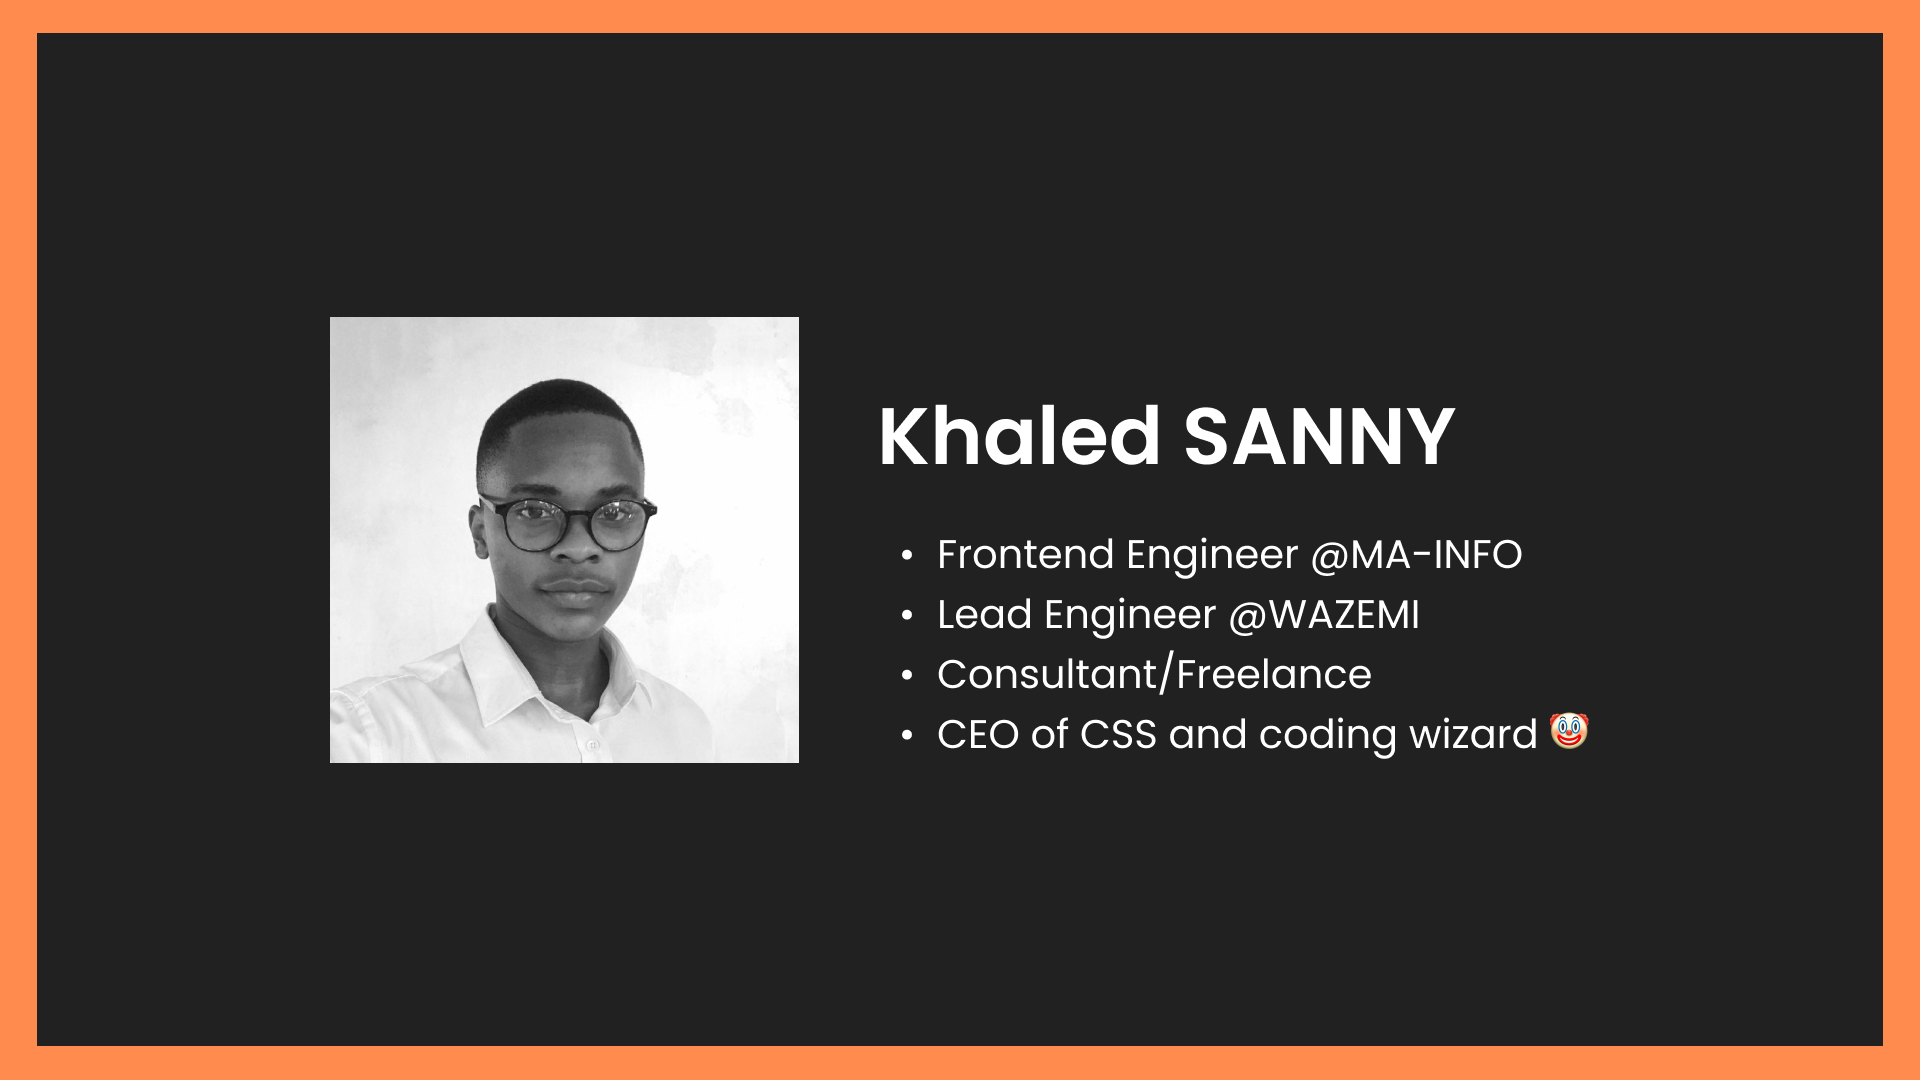 Khaled SANNY
• Frontend Engineer @MA-INFO
• Lead Engineer @WAZEMI
• Consultant/Freelance
• CEO of CSS and coding wizard 🤡